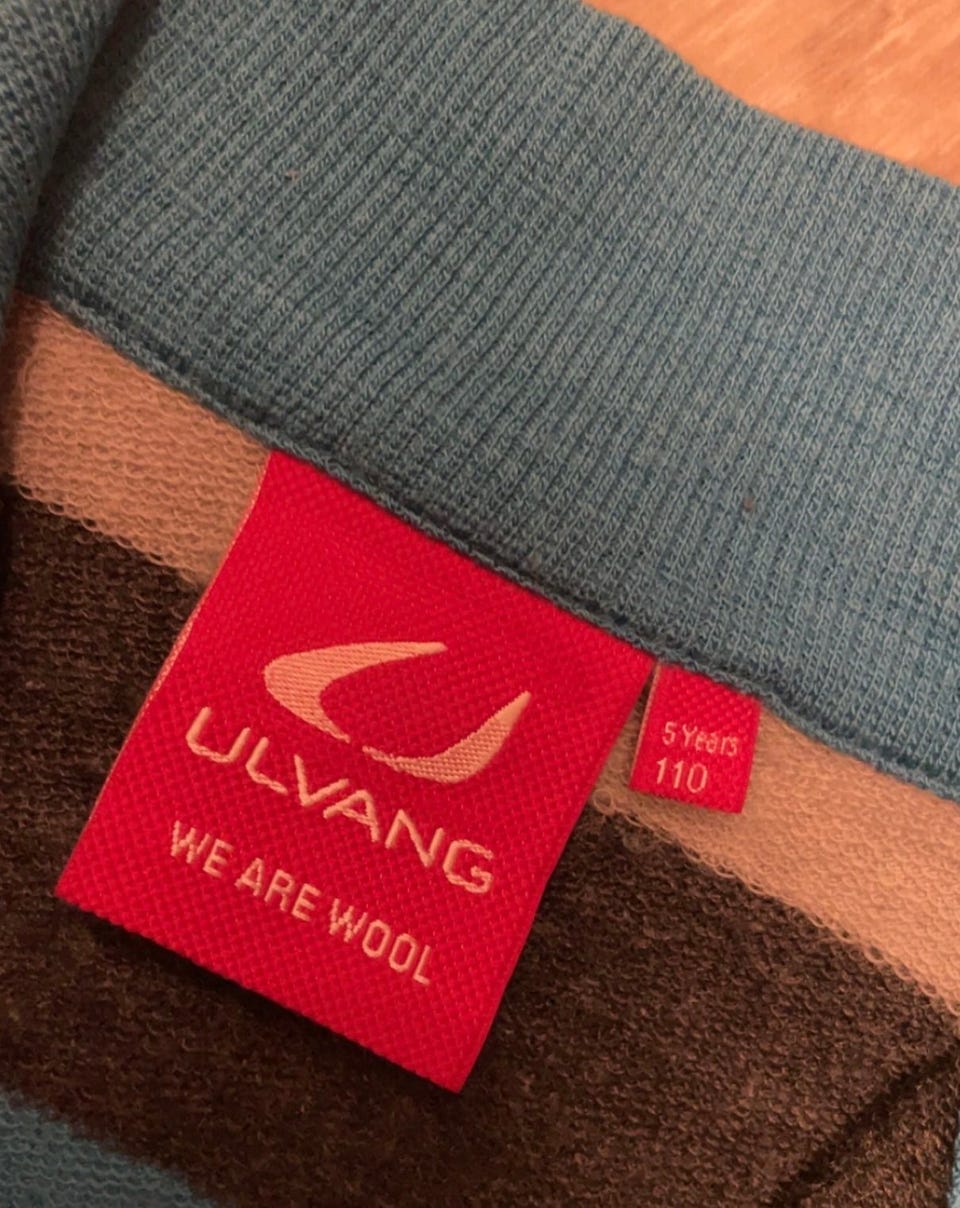 ULVANG
WE ARE WOOL
5 Years
110